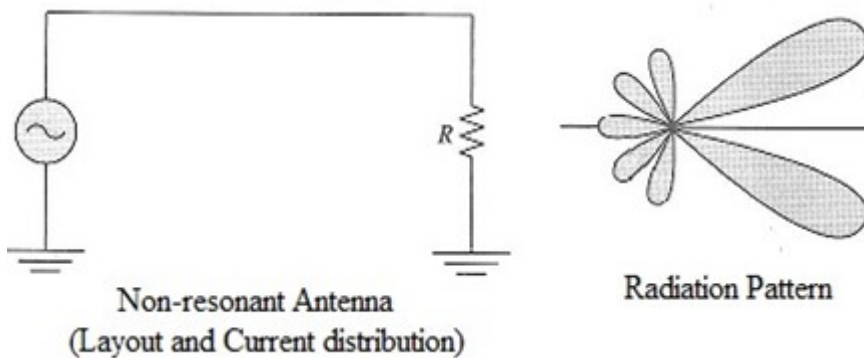 R
Non-resonant Antenna
(Layout and Current distribution)
Radiation Pattern